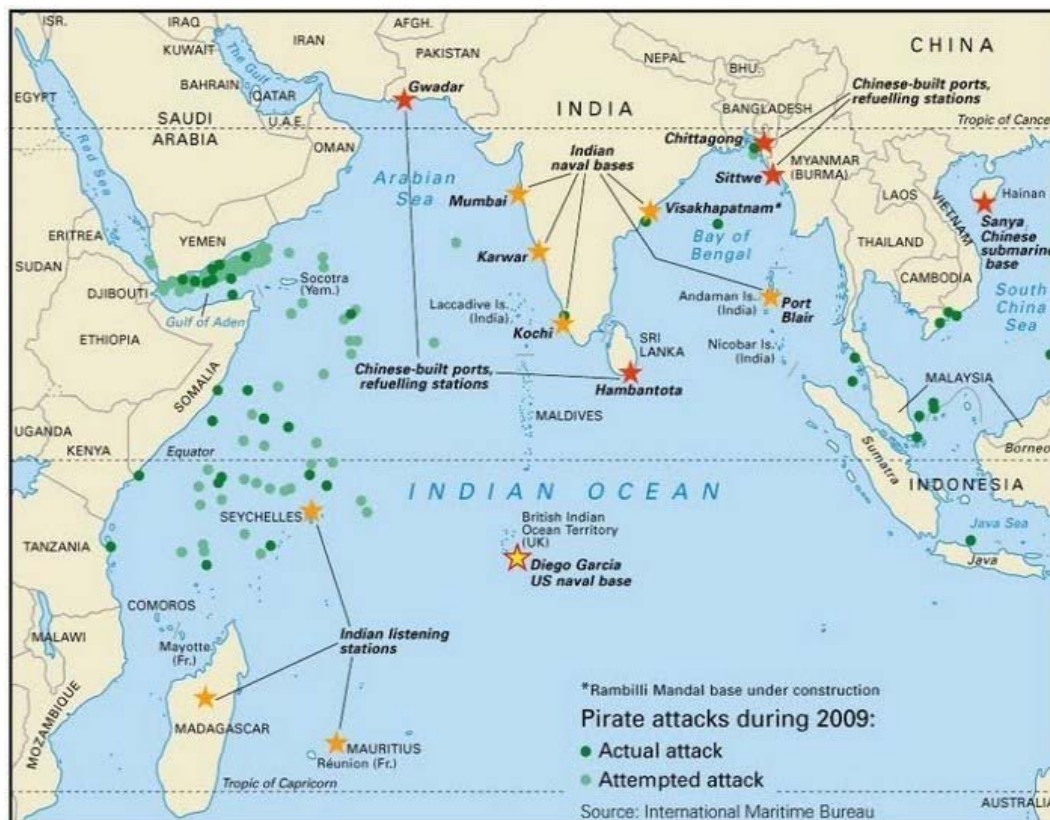 ISR.
IRAQ
IRAN
AFGH.
CHINA
KUWAIT
The Gulf
PAKISTAN
NEPAL
BHU.
BAHRAIN
Gwadar
Chinese-built ports,
refuelling stations
EGYPT
QATAR
INDIA
BANGLADESH
SAUDI
ARABIA
U.A.E.
Tropic of Cance
Red Sea
OMAN
Chittagong
Indian
naval bases
MYANMAR
(BURMA)
Arabian
Sea
Sittwe
LAOS
Hainan
Mumbai
VIETNAM
Visakhapatnam*
Sanya
Chinese
submarine
base
ERITREA
YEMEN
Bay of
Bengal
THAILAND
SUDAN
Karwar
Socotra
(Yem.)
CAMBODIA
DJIBOUTI
Laccadive Is.
(India)
Andaman Is.
(India)
Port
Blair
South
China
Sea
Gulf of Aden
Kochi
ETHIOPIA
SRI
LANKA
Nicobar Is.
(India)
Chinese-built ports,
refuelling stations
SOMALIA
Hambantota
MALAYSIA
MALDIVES
UGANDA
KENYA
Equator
Sumatra
Borneo
INDIAN OCEAN
INDONESIA
SEYCHELLES
British Indian
Ocean Territory
(UK)
Java Sea
TANZANIA
Diego Garcia
US naval base
Java
COMOROS
MALAWI
Mayotte
(Fr.)
Indian listening
stations
MOZAMBIQUE
*Rambilli Mandal base under construction
Pirate attacks during 2009:
MADAGASCAR
MAURITIUS
Réunion (Fr.)
Actual attack
Attempted attack
Tropic of Capricorn
Source: International Maritime Bureau
AUSTRALIA